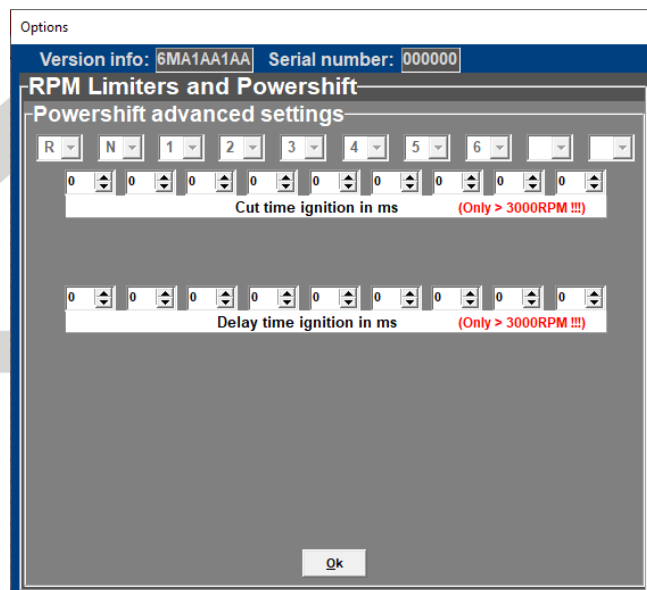 Options
Version info: 6MA1AA1AA Serial number: 000000
RPM Limiters and Powershift
Powershift advanced settings
R N 1 2 3 4 5 6
0 0 0 0 0 0 0 0 0
Cut time ignition in ms (Only > 3000RPM !!!)
0 0 0 0 0 0 0 0 0
Delay time ignition in ms (Only > 3000RPM !!!)
Ok